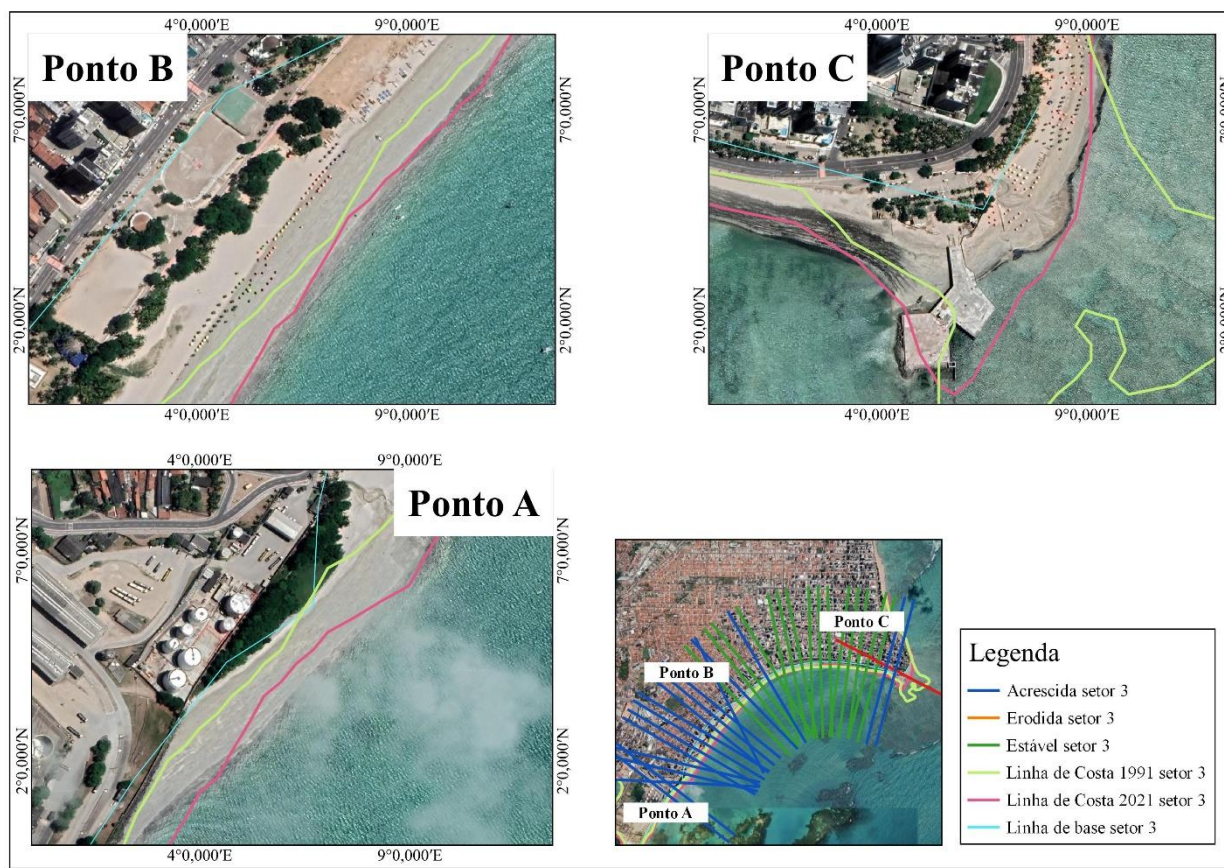 4°0,000′E 9°0,000′E
Ponto B
7°0,000′N
2°0,000′N
4°0,000′E 9°0,000′E
4°0,000′E 9°0,000′E
Ponto C
7°0,000′N
7°0,000′N
2°0,000′N
2°0,000′N
4°0,000′E 9°0,000′E
4°0,000′E 9°0,000′E
Ponto A
7°0,000′N
7°0,000′N
2°0,000′N
2°0,000′N
4°0,000′E 9°0,000′E
Ponto C
Ponto B
Ponto A
Legenda
Acrescida setor 3
Erodida setor 3
Estável setor 3
Linha de Costa 1991 setor 3
Linha de Costa 2021 setor 3
Linha de base setor 3